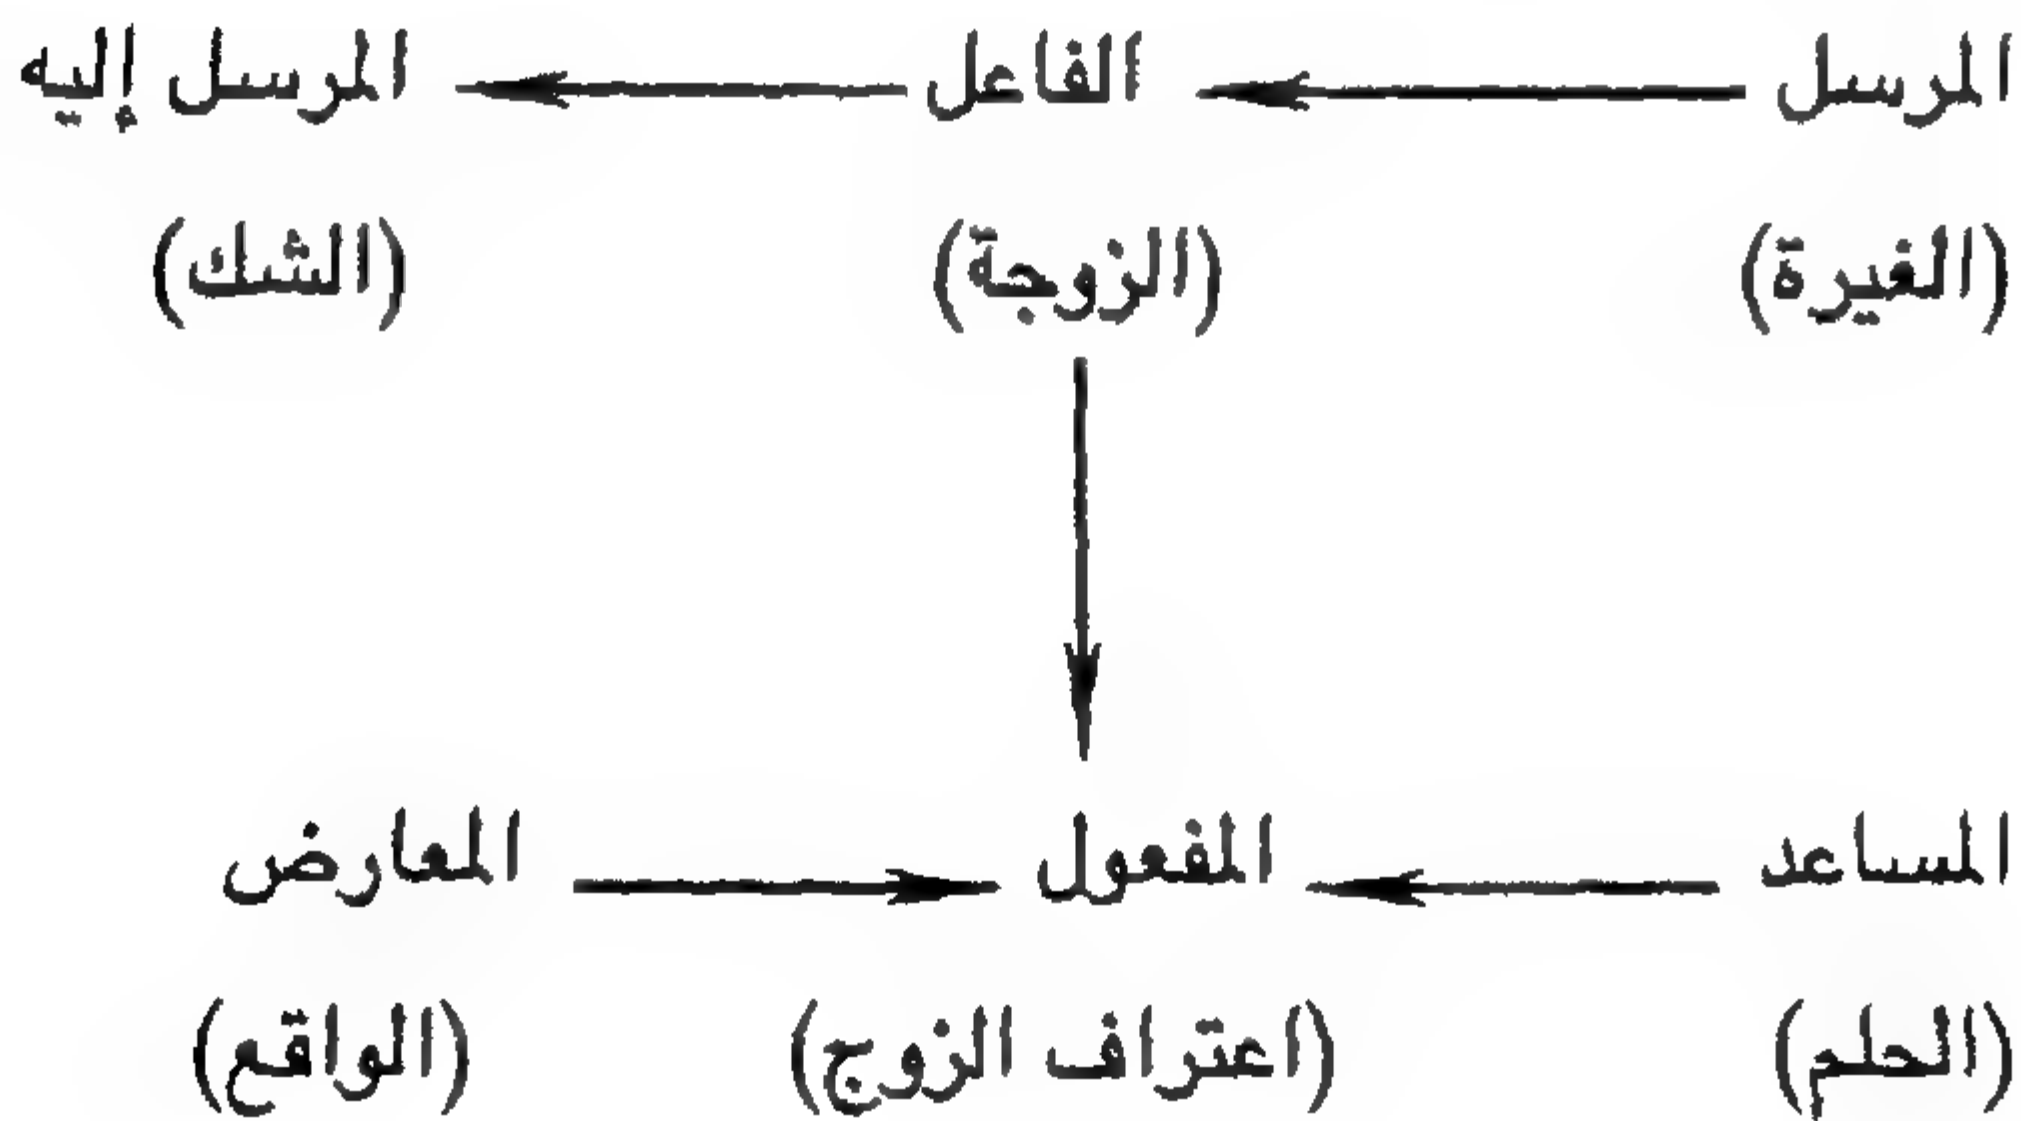 المرسل الفاعل المرسل إليه
(الغيرة) (الزوجة) (الشك)
المساعد المفعول المعارض
(الحلم) (اعتراف الزوج) (الواقع)